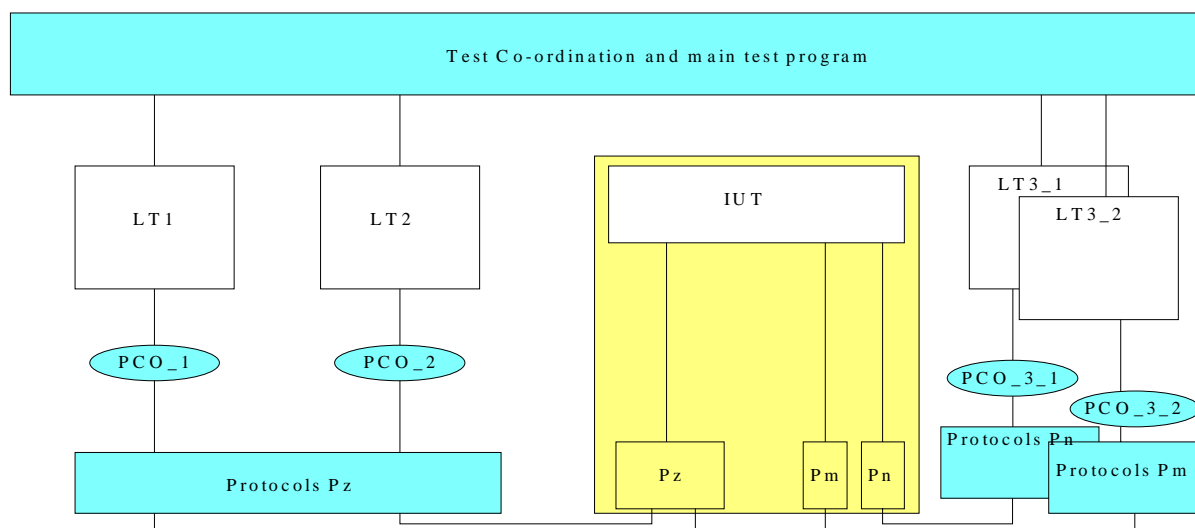 Test Co-ordination and main test program
LT1
LT2
IUT
LT3_1
LT3_2
PCO_1
PCO_2
PCO_3_1
PCO_3_2
Protocols Pz
Pz
Pm
Pn
Protocols Pn
Protocols Pm